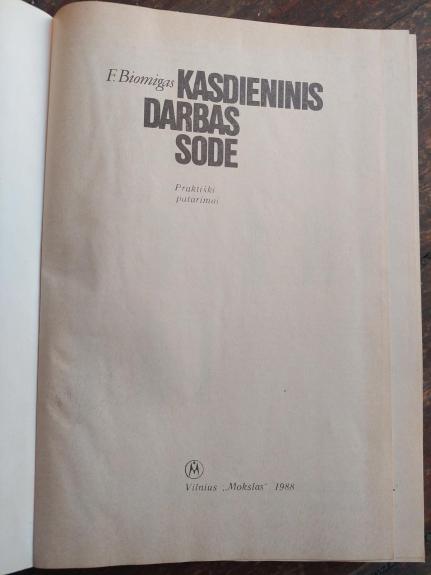 F. Biomigas KASDIENINIS
DARBAS
SODE
Praktiški
patarimai
Vilnius „Mokslas" 1988